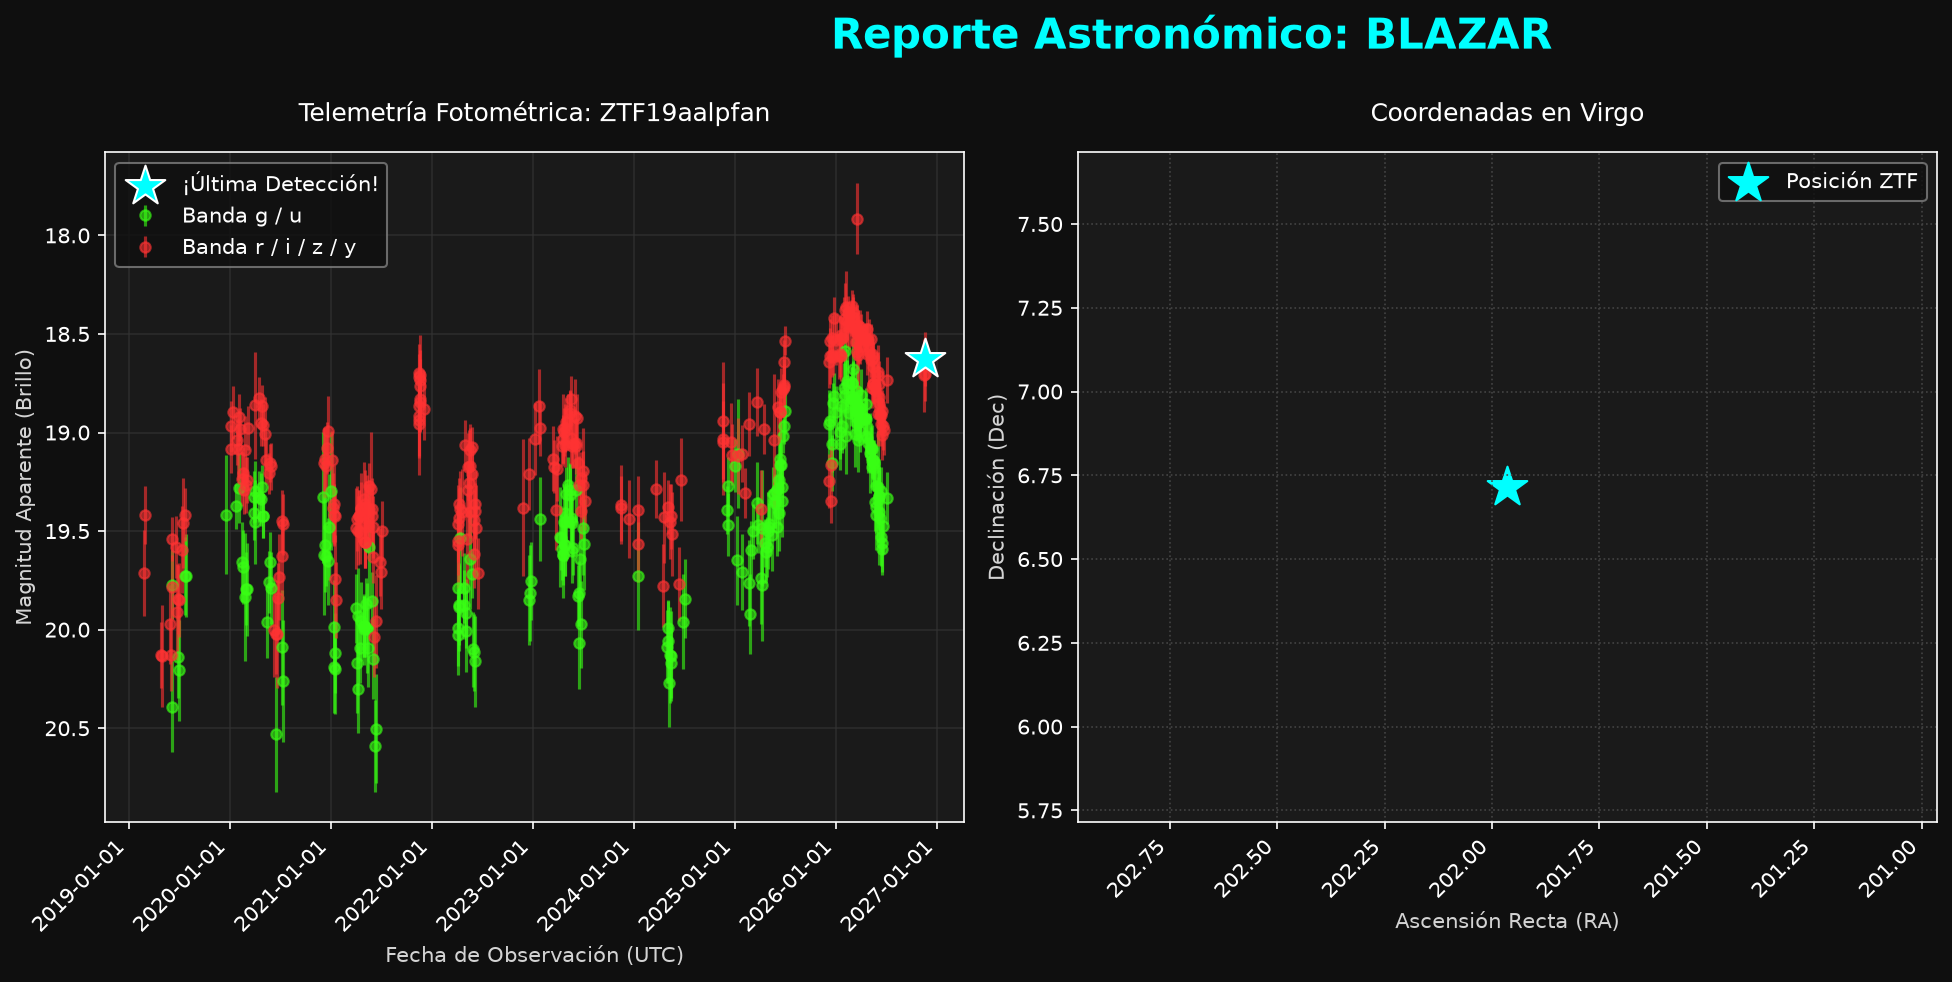 Reporte Astronómico: BLAZAR
Telemetría Fotométrica: ZTF19aalpfan
¡Última Detección!
Banda g / u
Banda r / i / z / y
Magnitud Aparente (Brillo)
18.0
18.5
19.0
19.5
20.0
20.5
2019-01-01
2020-01-01
2021-01-01
2022-01-01
2023-01-01
2024-01-01
2025-01-01
2026-01-01
2027-01-01
Fecha de Observación (UTC)
Coordenadas en Virgo
Posición ZTF
Declinación (Dec)
7.50
7.25
7.00
6.75
6.50
6.25
6.00
5.75
202.75
202.50
202.25
202.00
201.75
201.50
201.25
201.00
Ascensión Recta (RA)